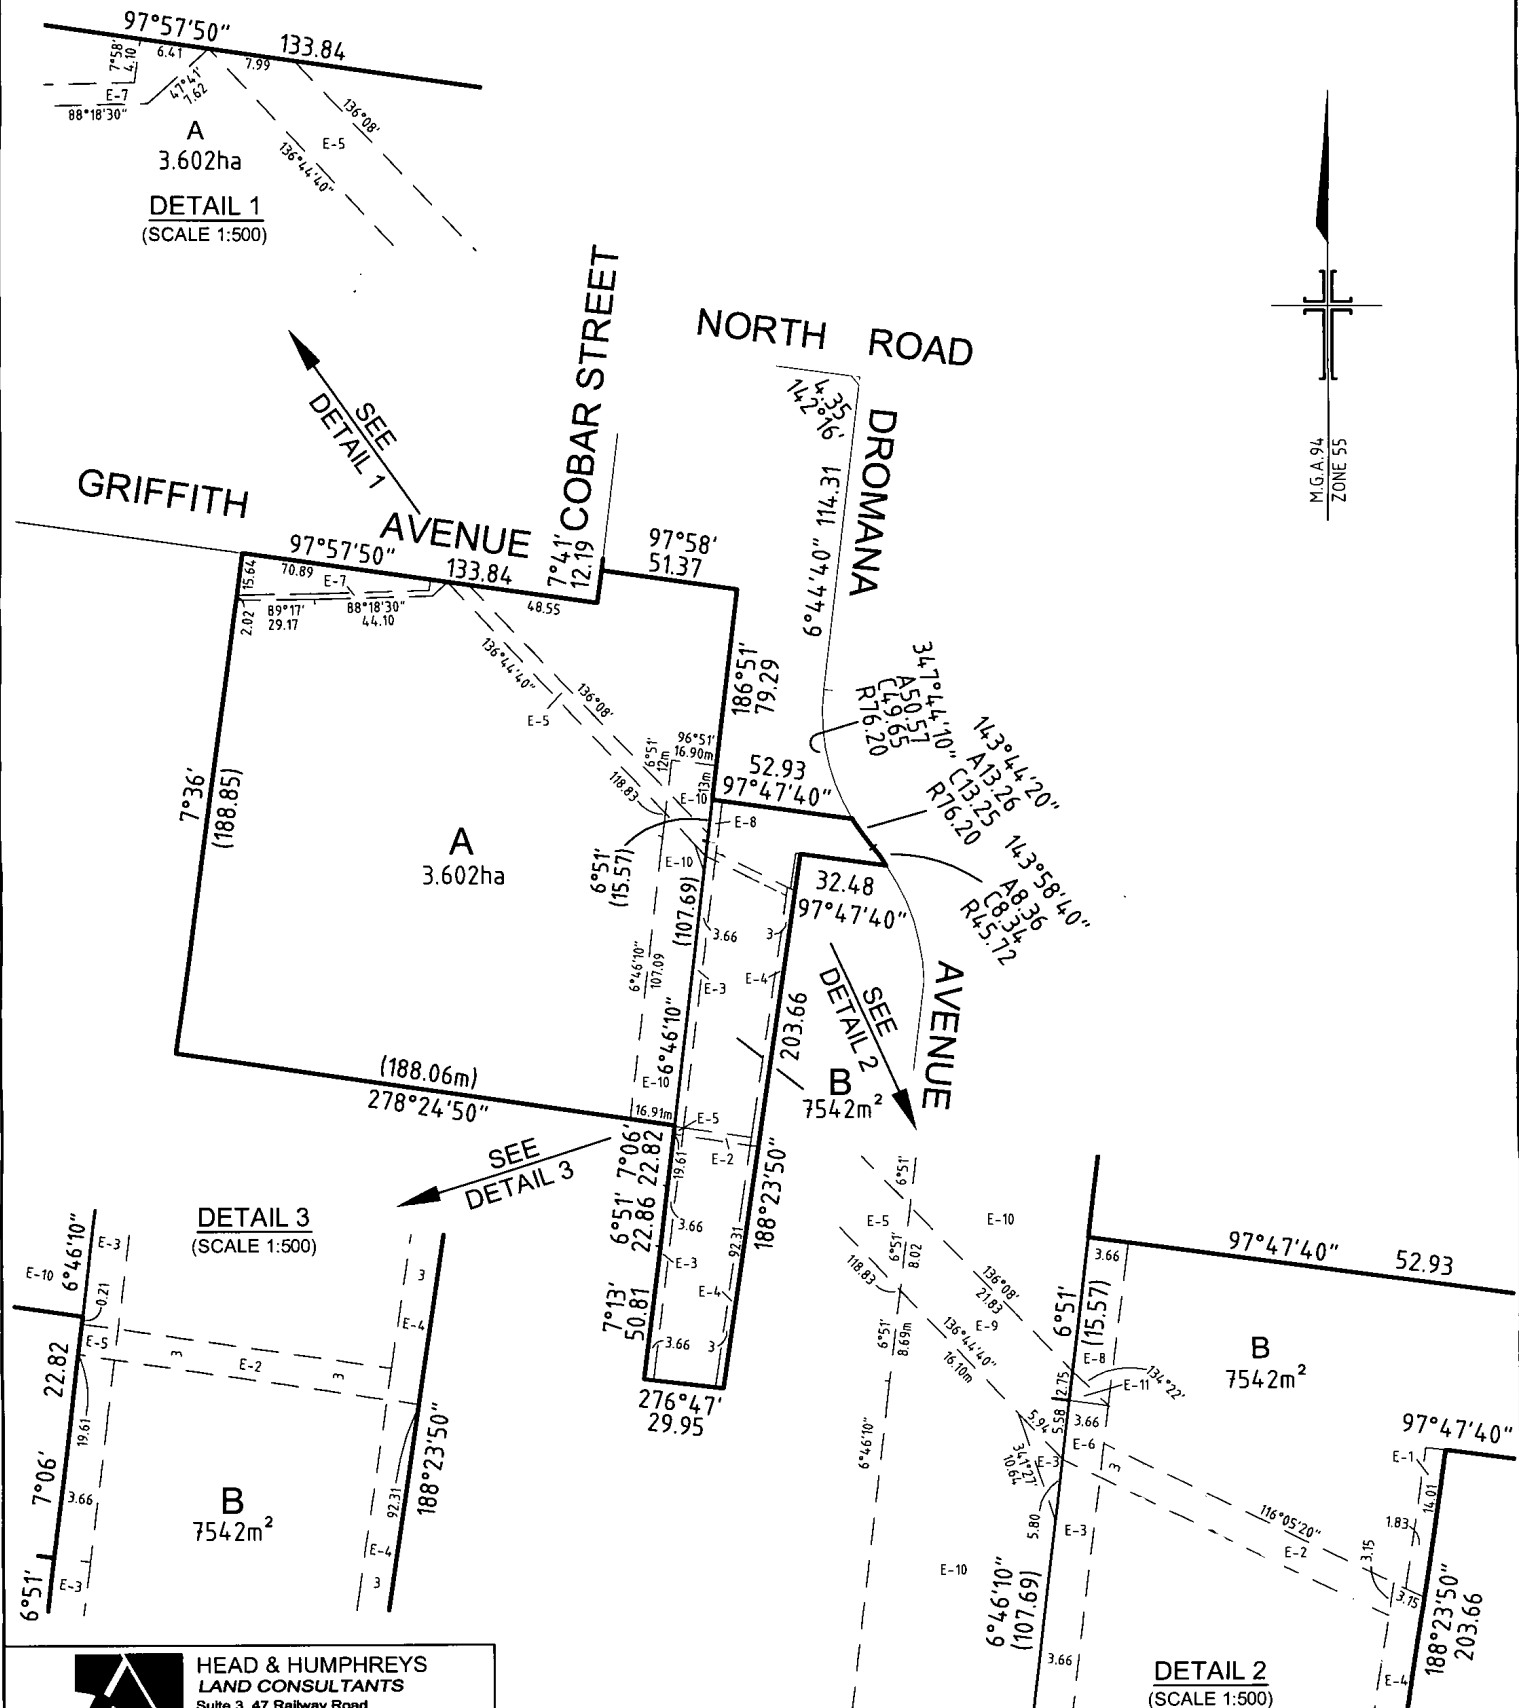 97°57'50"
133.84
7°58'
4.10
6.41
7.99
47°41'
7.62
E-7
88°18'30"
136°08'
E-5
136°44'40"
A
3.602ha
DETAIL 1
(SCALE 1:500)
SEE
DETAIL 1
COBAR STREET
NORTH ROAD
4.35
142°16'
DROMANA
6°44'40" 114.31
M.G.A.94
ZONE 55
GRIFFITH
AVENUE
97°57'50"
133.84
7°41'
12.19
97°58'
51.37
15.64
70.89
E-7
48.55
2.02
89°17'
29.17
88°18'30"
44.10
136°44'40"
136°08'
E-5
186°51'
79.29
347°44'10"
A50.57
C49.65
R76.20
143°44'20"
A13.26
C13.25
R76.20
143°58'40"
A8.36
C8.34
R45.72
96°51'
16.90m
6°51'
12m
13m
118.83
E-10
52.93
97°47'40"
E-8
7°36'
(188.85)
A
3.602ha
6°51'
(15.57)
E-10
(107.69)
32.48
97°47'40"
3.66
3
6°46'10"
107.09
E-3
E-4
203.66
SEE
DETAIL 2
AVENUE
6°46'10"
(188.06m)
278°24'50"
E-10
16.91m
B
7542m²
E-5
E-2
SEE
DETAIL 3
7°06'
22.82
19.61
6°51'
22.86
3.66
188°23'50"
92.31
E-3
E-4
7°13'
50.81
3.66
3
276°47'
29.95
DETAIL 3
(SCALE 1:500)
6°46'10"
E-3
E-10
0.21
3
E-4
E-5
3
E-2
3
22.82
19.61
7°06'
3.66
B
7542m²
92.31
188°23'50"
E-4
3
E-3
6°51'
6°51'
E-5
E-10
6°51'
8.02
118.83
136°08'
21.83
E-9
6°51'
8.69m
136°44'40"
16.10m
3.66
97°47'40"
52.93
6°51'
(15.57)
E-8
2.75
E-11
134°22'
B
7542m²
5.58
3.66
5.94
E-6
3
341°27'
10.64
E-3
97°47'40"
E-1
14.01
6°46'10"
5.80
E-3
116°05'20"
E-2
1.83
3.15
3.15
E-10
6°46'10"
(107.69)
3.66
188°23'50"
203.66
E-4
DETAIL 2
(SCALE 1:500)
HEAD & HUMPHREYS
LAND CONSULTANTS
Suite 3, 47 Railway Road